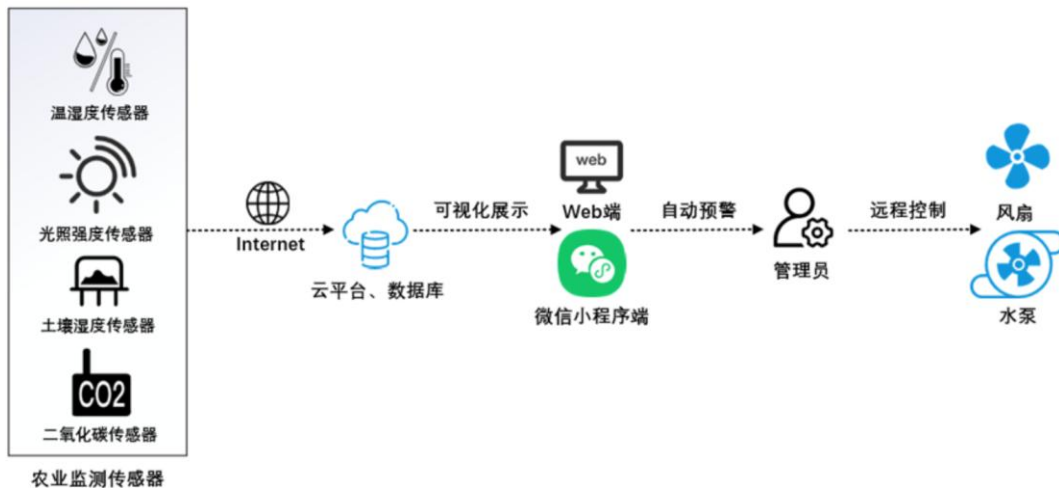 温湿度传感器
光照强度传感器
土壤湿度传感器
CO2
二氧化碳传感器
农业监测传感器
Internet
云平台、数据库
可视化展示
web
Web端
微信小程序端
自动预警
管理员
远程控制
风扇
水泵